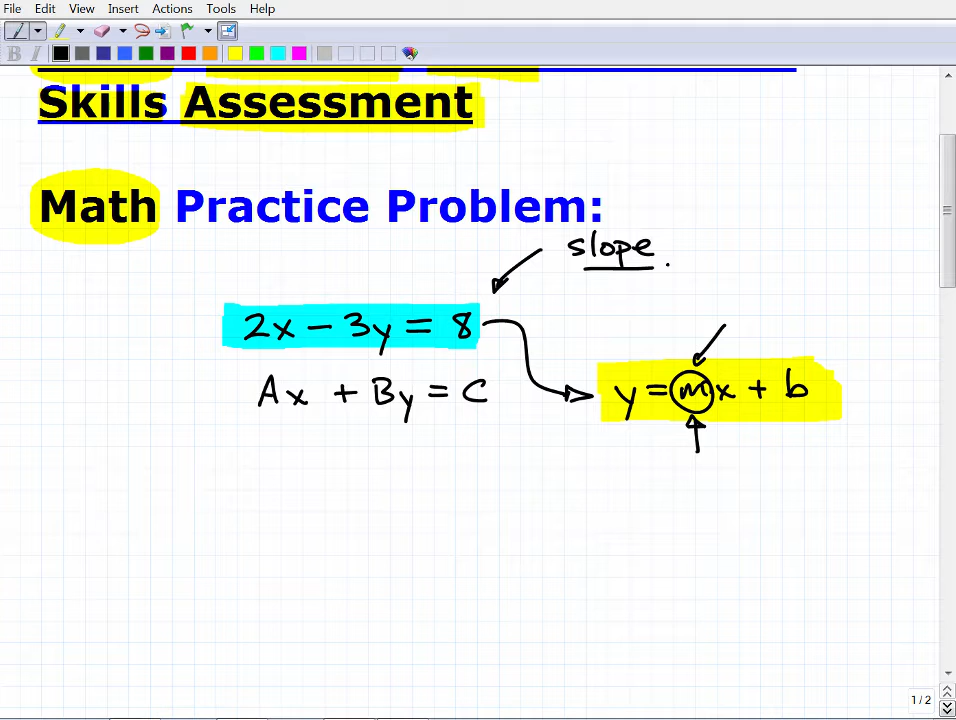 File Edit View Insert Actions Tools Help
B I
Skills Assessment
Math Practice Problem:
slope.
2x - 3y = 8
Ax + By = C
y = mx + b
1 / 2